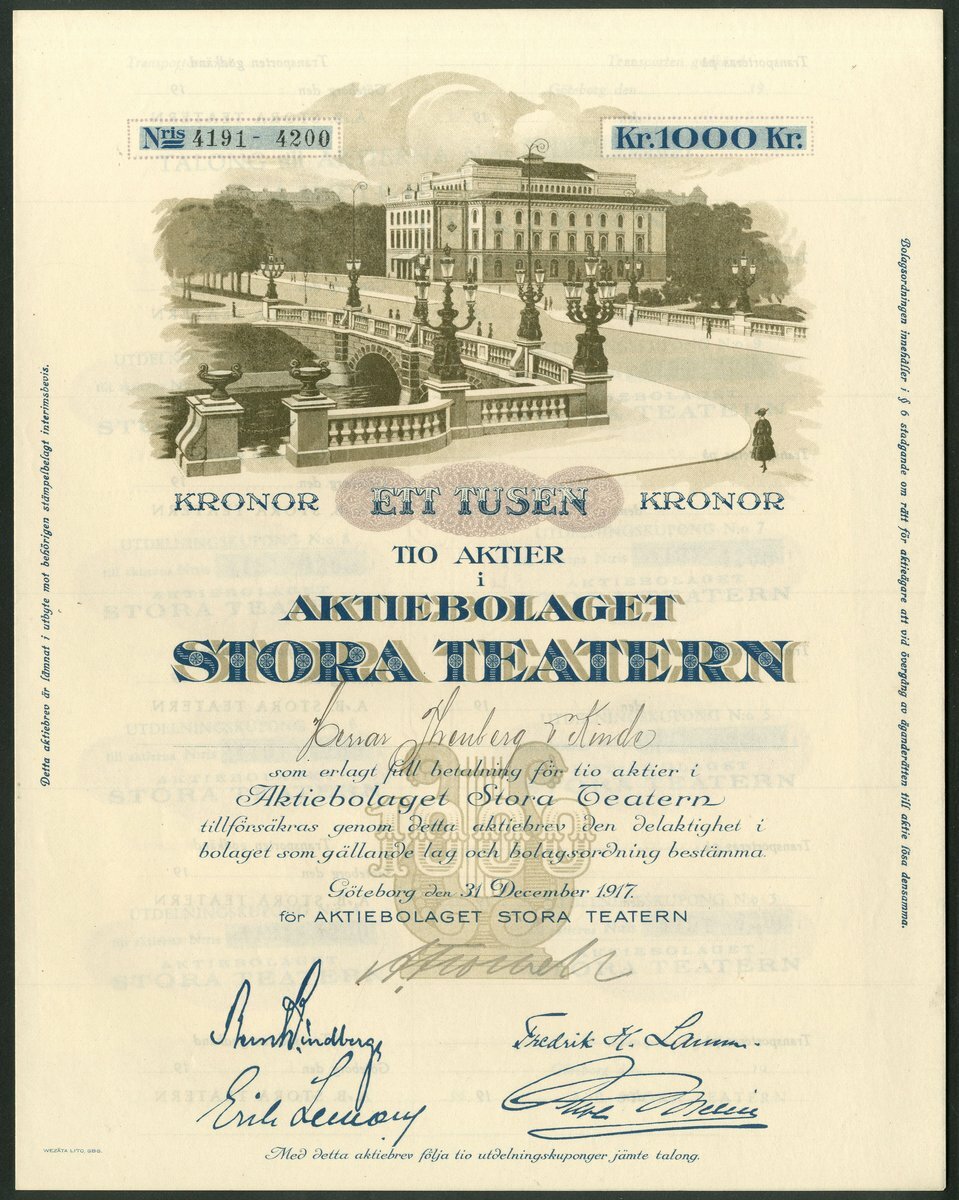 Nris 4191 - 4200
Kr. 1000 Kr.
KRONOR ETT TUSEN KRONOR
TIO AKTIER
i
AKTIEBOLAGET
STORA TEATERN
Herrar
som erlagt full betalning för tio aktier i
Aktiebolaget Stora Teatern
tillförsäkras genom detta aktiebrev den delaktighet i
bolaget som gällande lag och bolagsordning bestämma.
Göteborg den 31 December 1917.
för AKTIEBOLAGET STORA TEATERN
Fredrik H. Lamm.
Med detta aktiebrev följa tio utdelningskuponger jämte talong.
WEZÄTA LITO. GBG.
Detta aktiebrev är lämnat i utbyte mot behörigen stämpelbelagt interimsbevis.
Bolagsordningen innehåller i § 6 stadgande om rätt för aktieägare att vid övergång av äganderätten till aktie lösa densamma.